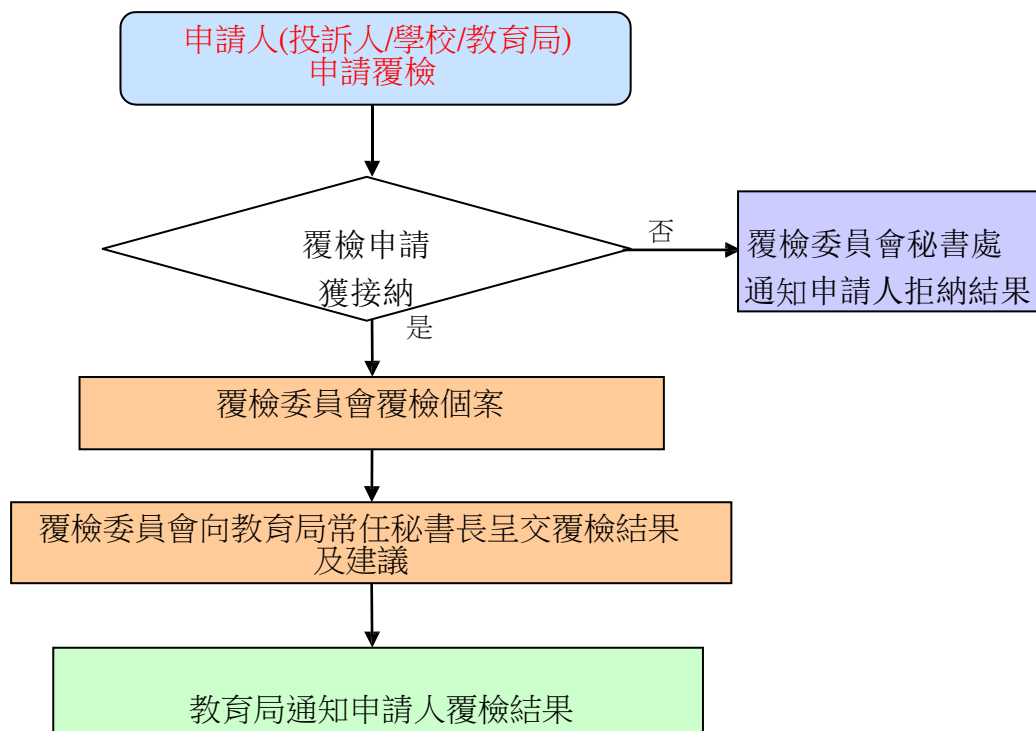 申請人(投訴人/學校/教育局)
申請覆檢
覆檢申請
獲接納
否
覆檢委員會秘書處
通知申請人拒納結果
是
覆檢委員會覆檢個案
覆檢委員會向教育局常任秘書長呈交覆檢結果
及建議
教育局通知申請人覆檢結果